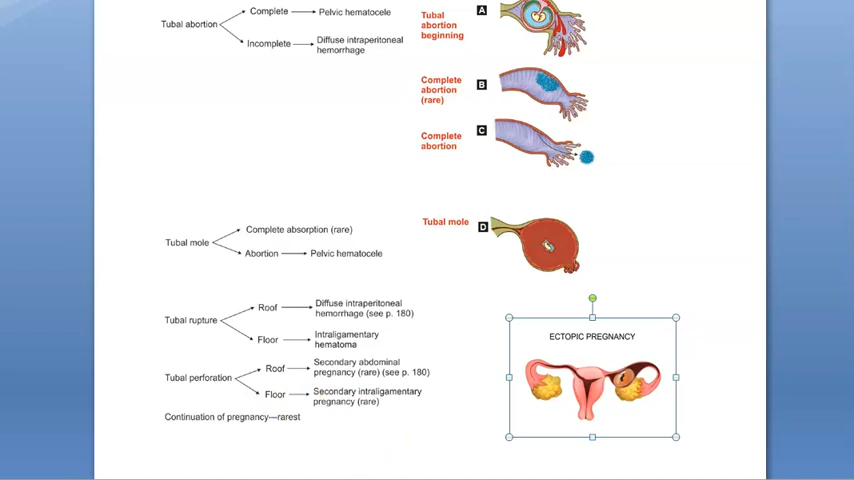 Tubal abortion
Complete
Pelvic hematocele
Incomplete
Diffuse intraperitoneal
hemorrhage
Tubal
abortion
beginning
A
Complete
abortion
(rare)
B
Complete
abortion
C
Tubal mole
Complete absorption (rare)
Abortion
Pelvic hematocele
Tubal mole
D
Tubal rupture
Roof
Diffuse intraperitoneal
hemorrhage (see p. 180)
Floor
Intraligamentary
hematoma
Tubal perforation
Roof
Secondary abdominal
pregnancy (rare) (see p. 180)
Floor
Secondary intraligamentary
pregnancy (rare)
Continuation of pregnancy—rarest
ECTOPIC PREGNANCY